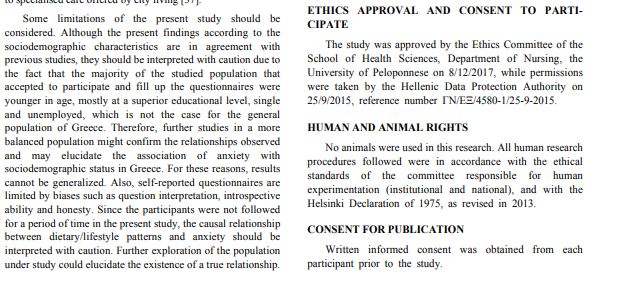 to specialised care offered by city living [37].
Some limitations of the present study should be
considered. Although the present findings according to the
sociodemographic characteristics are in agreement with
previous studies, they should be interpreted with caution due to
the fact that the majority of the studied population that
accepted to participate and fill up the questionnaires were
younger in age, mostly at a superior educational level, single
and unemployed, which is not the case for the general
population of Greece. Therefore, further studies in a more
balanced population might confirm the relationships observed
and may elucidate the association of anxiety with
sociodemographic status in Greece. For these reasons, results
cannot be generalized. Also, self-reported questionnaires are
limited by biases such as question interpretation, introspective
ability and honesty. Since the participants were not followed
for a period of time in the present study, the causal relationship
between dietary/lifestyle patterns and anxiety should be
interpreted with caution. Further exploration of the population
under study could elucidate the existence of a true relationship.
ETHICS APPROVAL AND CONSENT TO PARTI-
CIPATE
The study was approved by the Ethics Committee of the
School of Health Sciences, Department of Nursing, the
University of Peloponnese on 8/12/2017, while permissions
were taken by the Hellenic Data Protection Authority on
25/9/2015, reference number ΓΝ/ΕΞ/4580-1/25-9-2015.
HUMAN AND ANIMAL RIGHTS
No animals were used in this research. All human research
procedures followed were in accordance with the ethical
standards of the committee responsible for human
experimentation (institutional and national), and with the
Helsinki Declaration of 1975, as revised in 2013.
CONSENT FOR PUBLICATION
Written informed consent was obtained from each
participant prior to the study.